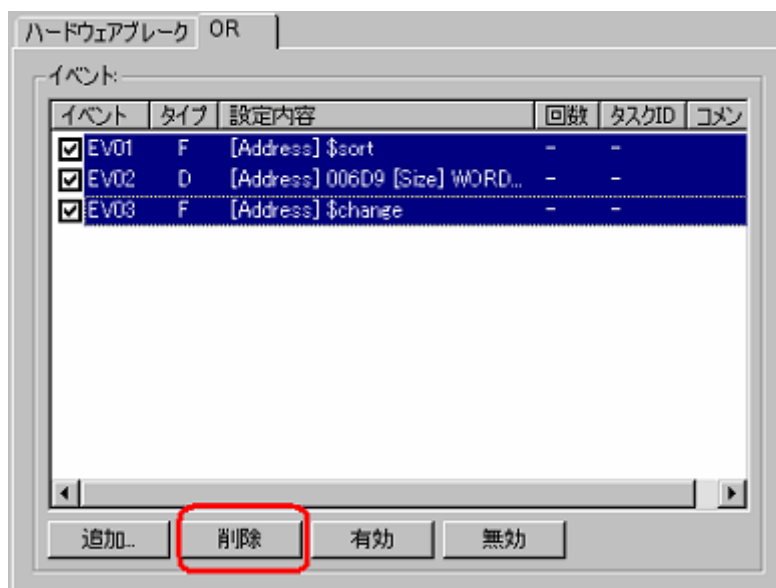 ハードウェアブレーク OR
イベント:
イベント タイプ 設定内容 回数 タスクID コメン
EV01 F [Address] $sort - -
EV02 D [Address] 006D9 [Size] WORD... - -
EV03 F [Address] $change - -
追加... 削除 有効 無効